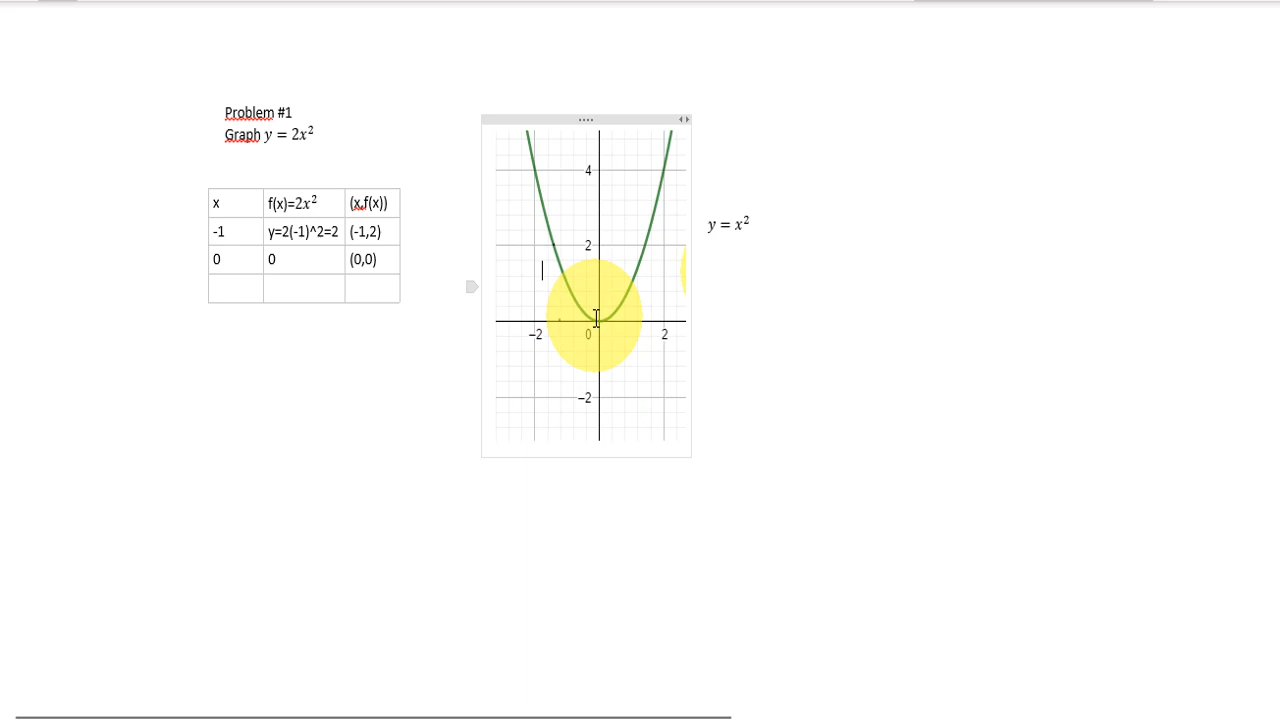 Problem #1
Graph y = 2x²
x f(x)=2x² (x,f(x))
-1 y=2(-1)^2=2 (-1,2)
0 0 (0,0)
4
2
−2 0 2
−2
y = x²